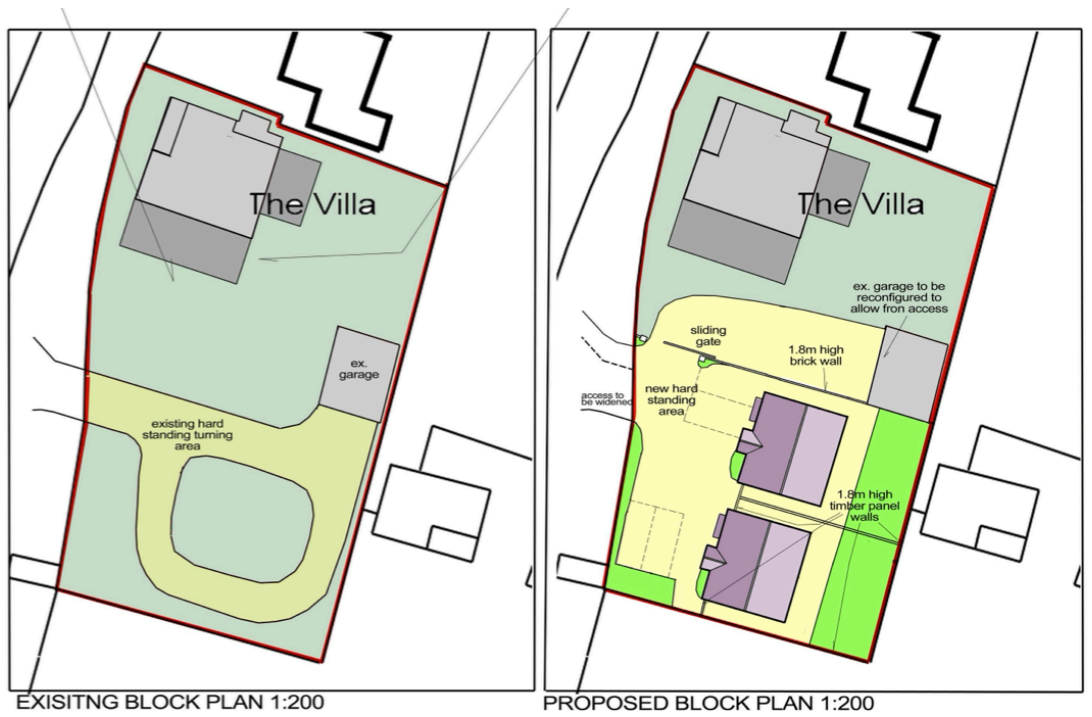 The Villa
ex.
garage
existing hard
standing turning
area
EXISITNG BLOCK PLAN 1:200
The Villa
ex. garage to be
reconfigured to
allow fron access
sliding
gate
1.8m high
brick wall
access to
be widened
new hard
standing
area
1.8m high
timber panel
walls
PROPOSED BLOCK PLAN 1:200